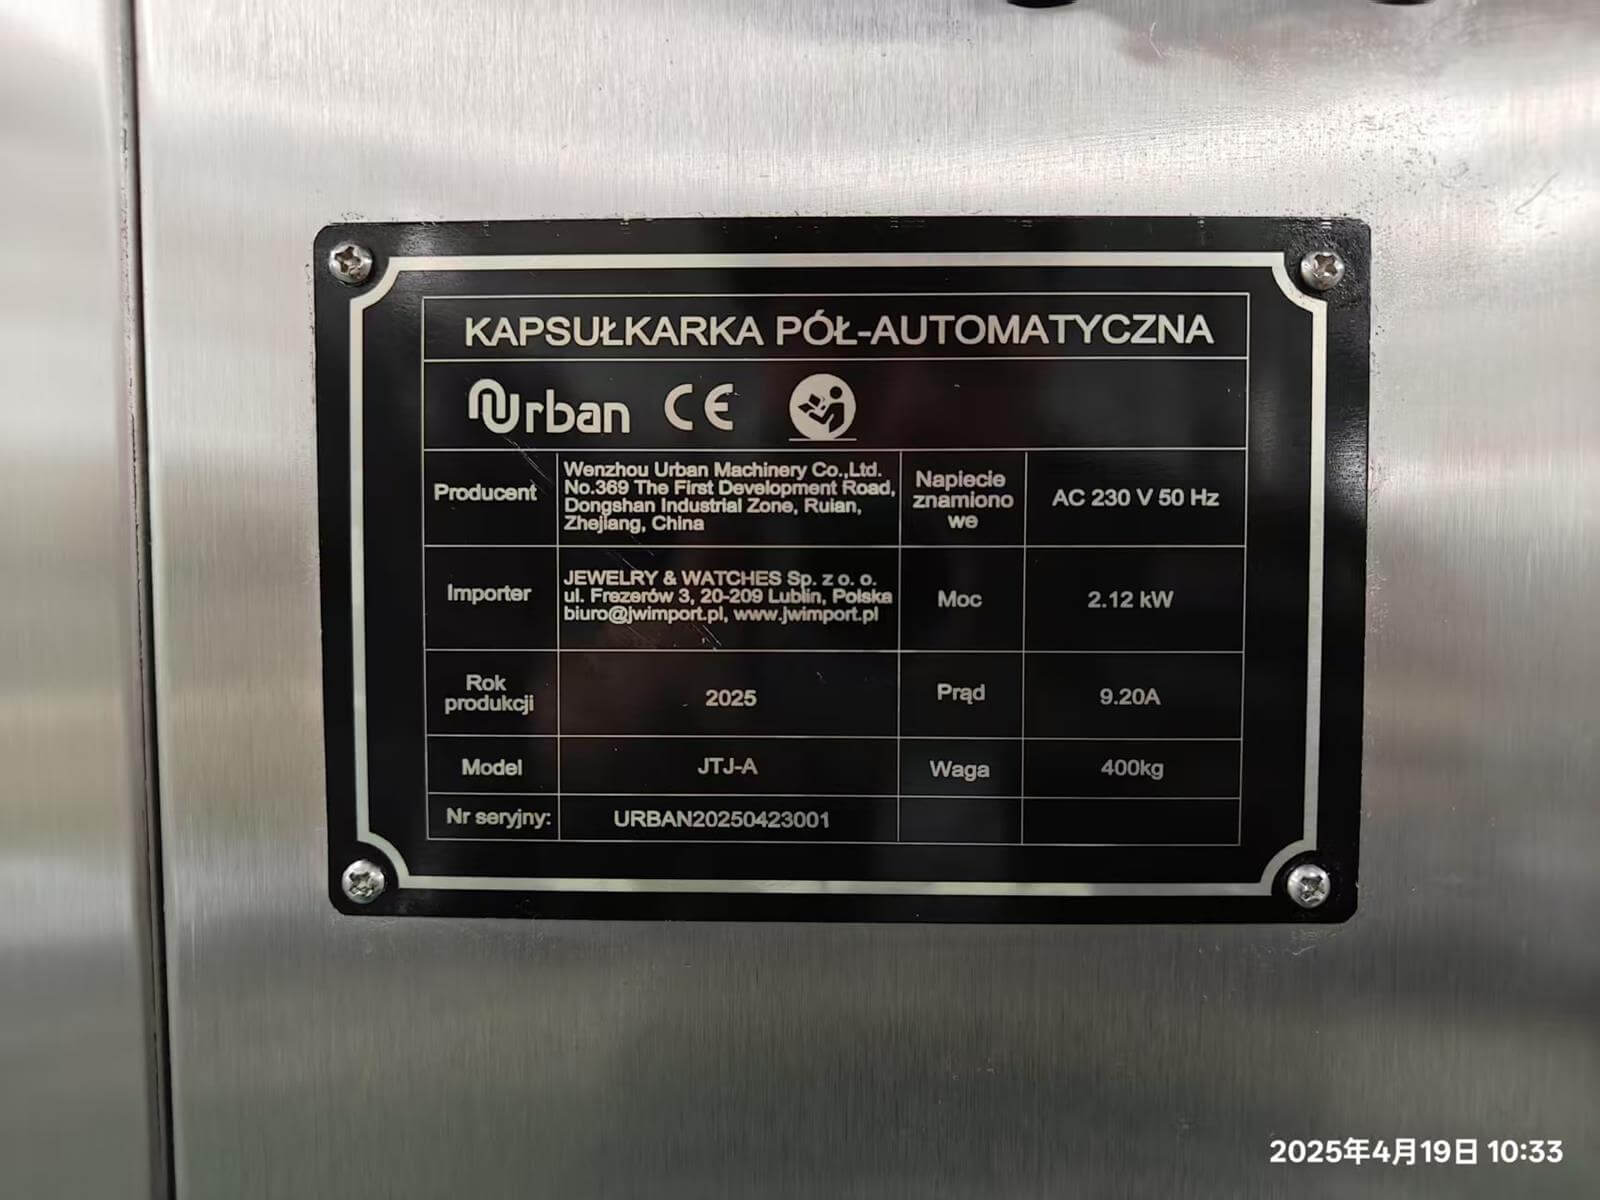 KAPSUŁKARKA PÓŁ-AUTOMATYCZNA
Urban CE
Producent
Wenzhou Urban Machinery Co.,Ltd.
No.369 The First Development Road,
Dongshan Industrial Zone, Ruian,
Zhejiang, China
Napiecie
znamiono
we
AC 230 V 50 Hz
Importer
JEWELRY & WATCHES Sp. z o. o.
ul. Frezerów 3, 20-209 Lublin, Polska
biuro@jwimport.pl, www.jwimport.pl
Moc
2.12 kW
Rok
produkcji
2025
Prąd
9.20A
Model
JTJ-A
Waga
400kg
Nr seryjny:
URBAN20250423001
2025年4月19日 10:33